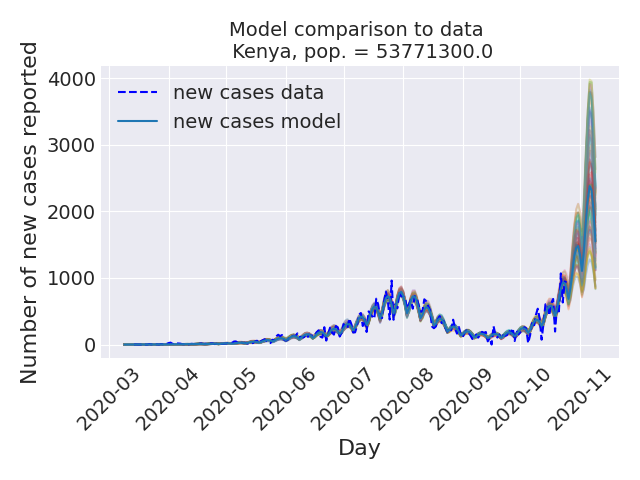 Model comparison to data
Kenya, pop. = 53771300.0
Number of new cases reported
4000
3000
2000
1000
0
new cases data
new cases model
2020-03
2020-04
2020-05
2020-06
2020-07
2020-08
2020-09
2020-10
2020-11
Day